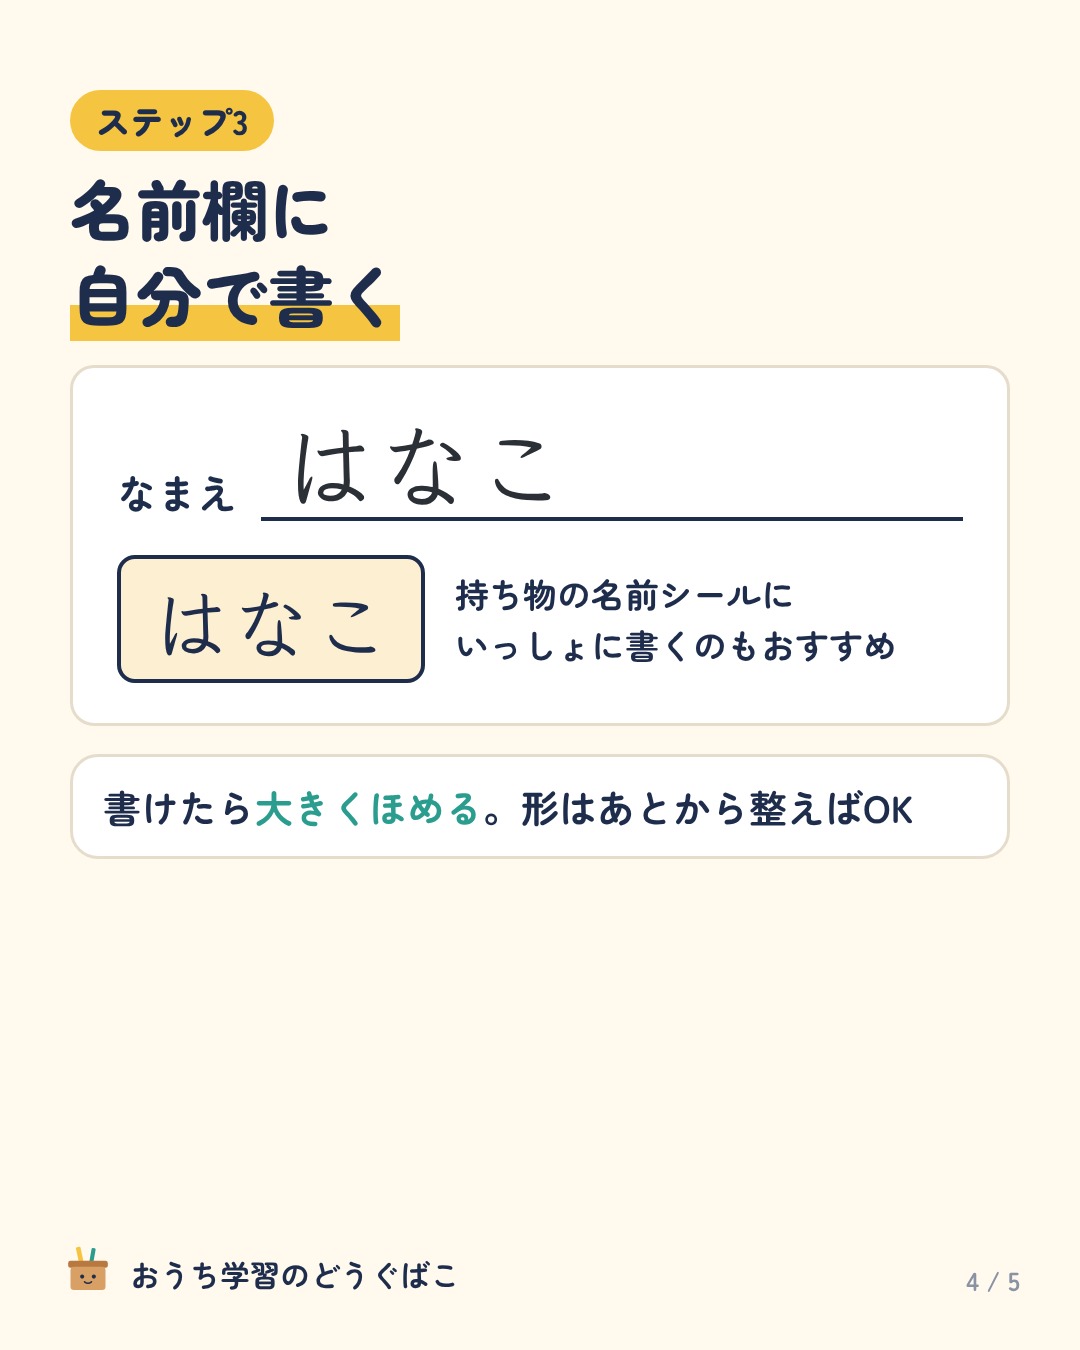 ステップ3
名前欄に
自分で書く
なまえ はなこ
はなこ
持ち物の名前シールに
いっしょに書くのもおすすめ
書けたら大きくほめる。形はあとから整えばOK
おうち学習のどうぐばこ
4 / 5